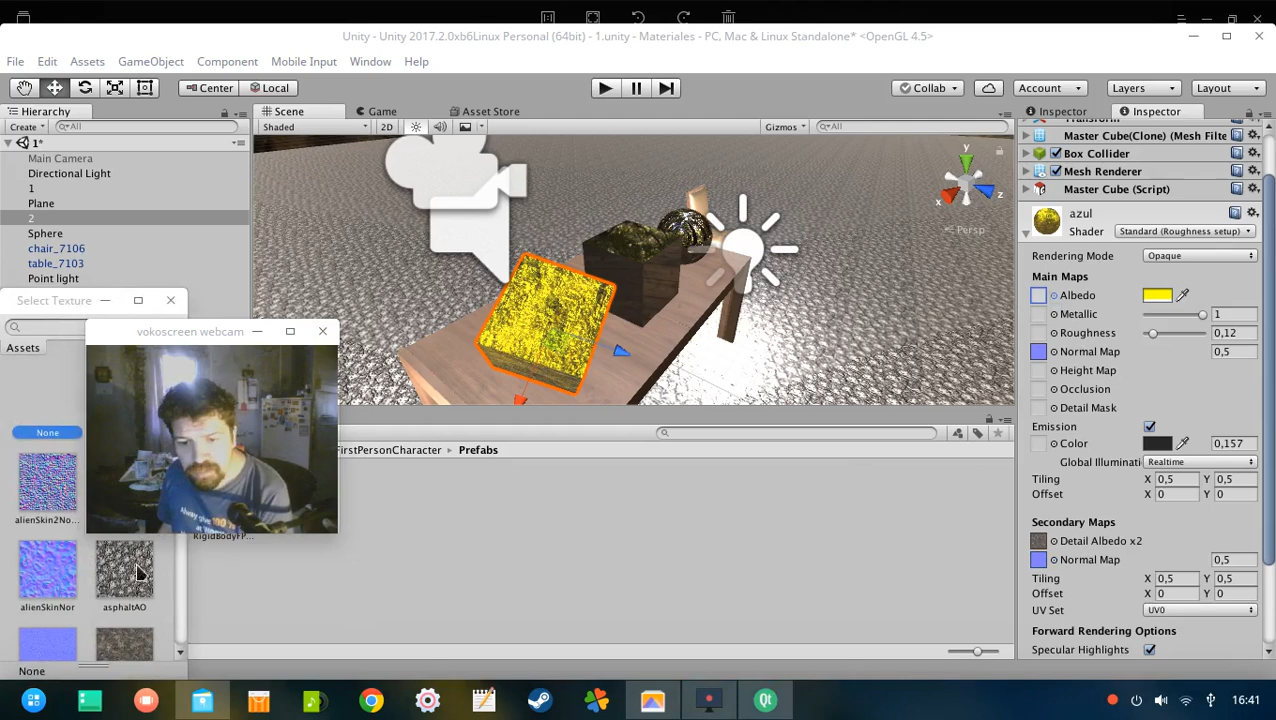 Unity - Unity 2017.2.0xb6Linux Personal (64bit) - 1.unity - Materiales - PC, Mac & Linux Standalone* <OpenGL 4.5>
File Edit Assets GameObject Component Mobile Input Window Help
Center Local Collab Account Layers Layout
Hierarchy Scene Game Asset Store Inspector Inspector
Create All Shaded 2D Gizmos All
1*
Main Camera
Directional Light
1
Plane
2
Sphere
chair_7106
table_7103
Point light
y
x
z
Persp
Master Cube(Clone) (Mesh Filte
Box Collider
Mesh Renderer
Master Cube (Script)
azul
Shader Standard (Roughness setup)
Rendering Mode Opaque
Main Maps
Albedo
Metallic 1
Roughness 0,12
Normal Map 0,5
Height Map
Occlusion
Detail Mask
Emission
Color 0,157
Global Illuminati Realtime
Tiling X 0,5 Y 0,5
Offset X 0 Y 0
Secondary Maps
Detail Albedo x2
Normal Map 0,5
Tiling X 0,5 Y 0,5
Offset X 0 Y 0
UV Set UV0
Forward Rendering Options
Specular Highlights
Select Texture
Assets
None
alienSkin2No...
alienSkinNor asphaltAO
None
vokoscreen webcam
Always give 100
FirstPersonCharacter Prefabs
RigidBodyFP...
Qt
16:41